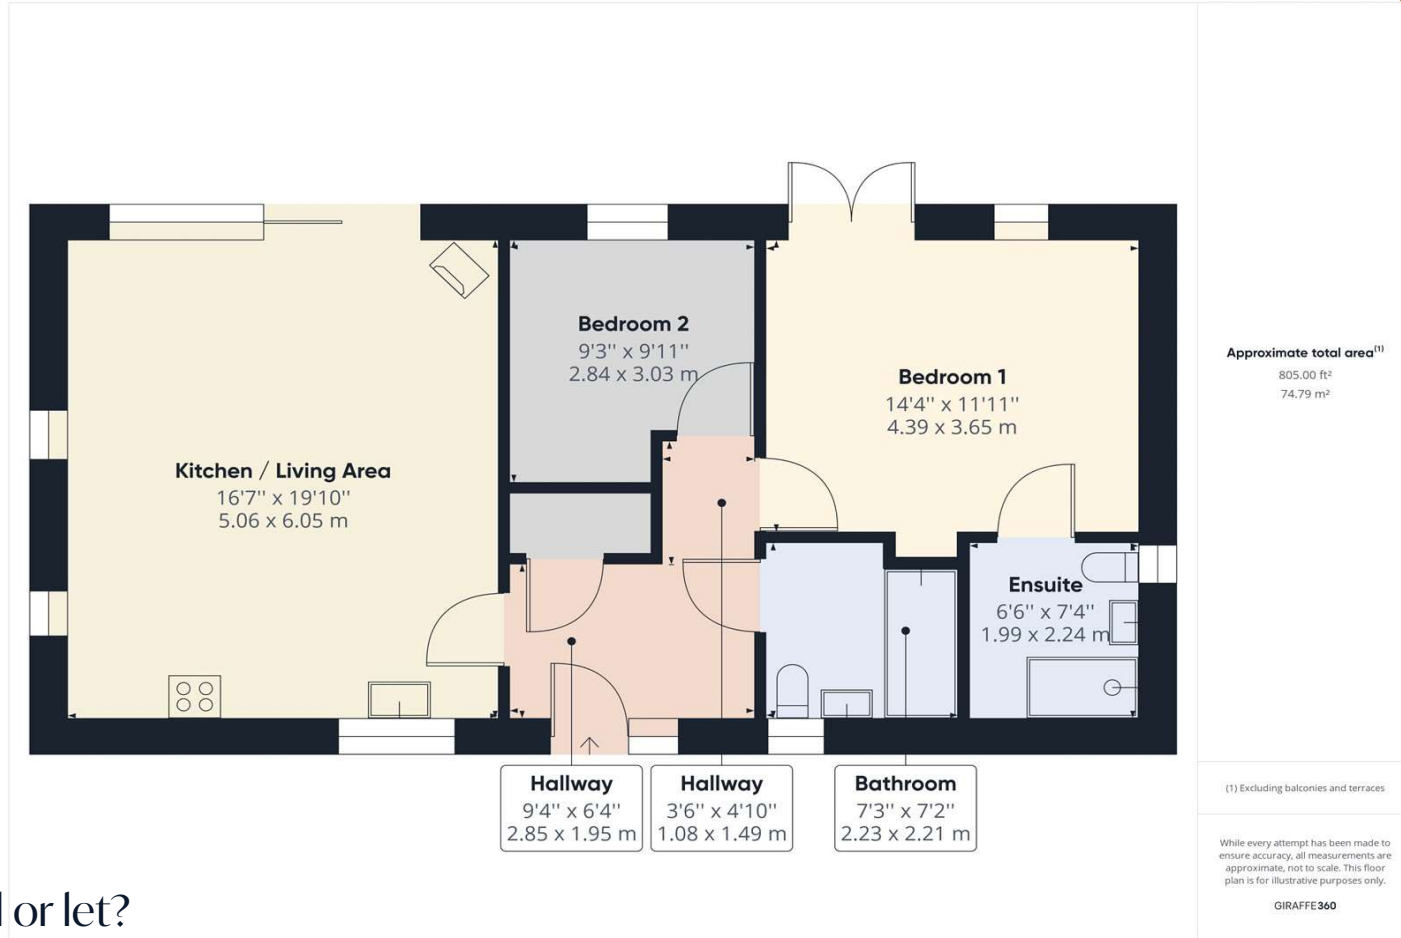 Kitchen / Living Area
16'7'' x 19'10''
5.06 x 6.05 m
Bedroom 2
9'3'' x 9'11''
2.84 x 3.03 m
Bedroom 1
14'4'' x 11'11''
4.39 x 3.65 m
Ensuite
6'6'' x 7'4''
1.99 x 2.24 m
Hallway
9'4'' x 6'4''
2.85 x 1.95 m
Hallway
3'6'' x 4'10''
1.08 x 1.49 m
Bathroom
7'3'' x 7'2''
2.23 x 2.21 m
Approximate total area(1)
805.00 ft²
74.79 m²
(1) Excluding balconies and terraces
While every attempt has been made to
ensure accuracy, all measurements are
approximate, not to scale. This floor
plan is for illustrative purposes only.
GIRAFFE360
or let?